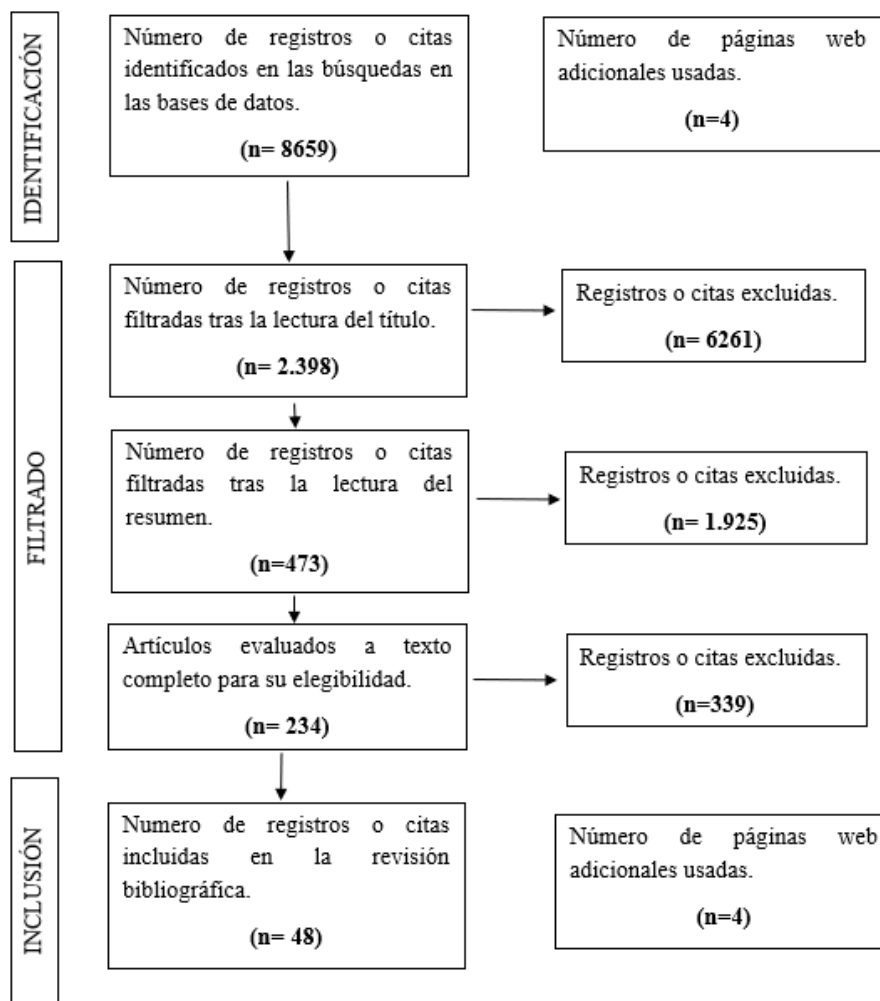 IDENTIFICACIÓN
Número de registros o citas
identificados en las búsquedas en
las bases de datos.
(n= 8659)
Número de páginas web
adicionales usadas.
(n=4)
FILTRADO
Número de registros o citas
filtradas tras la lectura del título.
(n= 2.398)
Registros o citas excluidas.
(n= 6261)
Número de registros o citas
filtradas tras la lectura del
resumen.
(n=473)
Registros o citas excluidas.
(n= 1.925)
Artículos evaluados a texto
completo para su elegibilidad.
(n= 234)
Registros o citas excluidas.
(n=339)
INCLUSIÓN
Numero de registros o citas
incluidas en la revisión
bibliográfica.
(n= 48)
Número de páginas web
adicionales usadas.
(n=4)